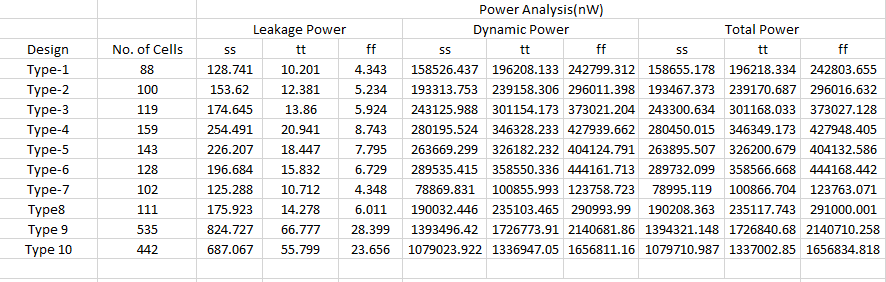 Power Analysis(nW)
Leakage Power Dynamic Power Total Power
Design No. of Cells ss tt ff ss tt ff ss tt ff
Type-1 88 128.741 10.201 4.343 158526.437 196208.133 242799.312 158655.178 196218.334 242803.655
Type-2 100 153.62 12.381 5.234 193313.753 239158.306 296011.398 193467.373 239170.687 296016.632
Type-3 119 174.645 13.86 5.924 243125.988 301154.173 373021.204 243300.634 301168.033 373027.128
Type-4 159 254.491 20.941 8.743 280195.524 346328.233 427939.662 280450.015 346349.173 427948.405
Type-5 143 226.207 18.447 7.795 263669.299 326182.232 404124.791 263895.507 326200.679 404132.586
Type-6 128 196.684 15.832 6.729 289535.415 358550.336 444161.713 289732.099 358566.668 444168.442
Type-7 102 125.288 10.712 4.348 78869.831 100855.993 123758.723 78995.119 100866.704 123763.071
Type8 111 175.923 14.278 6.011 190032.446 235103.465 290993.99 190208.363 235117.743 291000.001
Type 9 535 824.727 66.777 28.399 1393496.42 1726773.91 2140681.86 1394321.148 1726840.68 2140710.258
Type 10 442 687.067 55.799 23.656 1079023.922 1336947.05 1656811.16 1079710.987 1337002.85 1656834.818